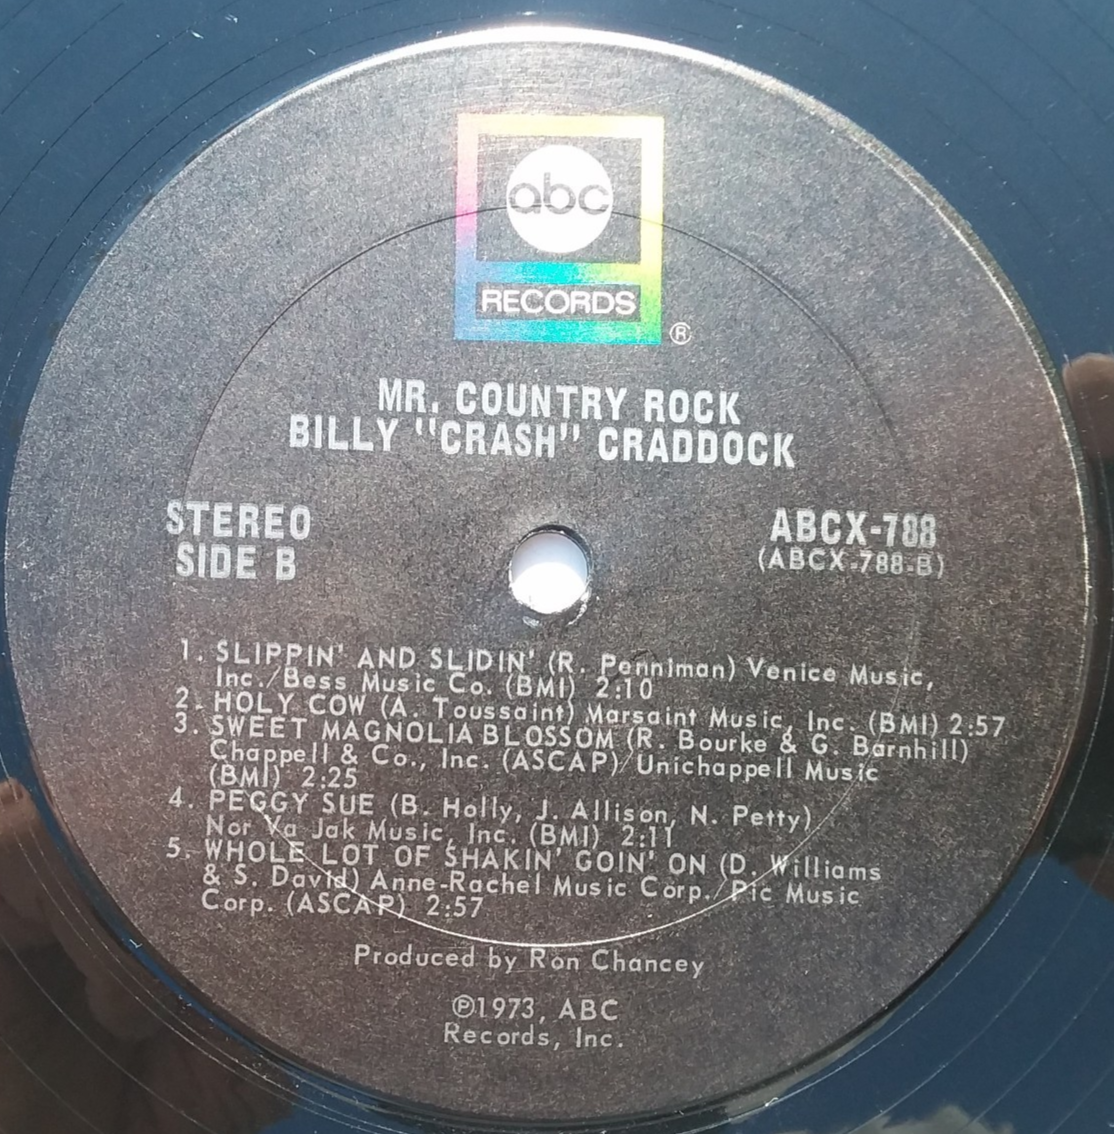 abc
RECORDS
®
MR. COUNTRY ROCK
BILLY "CRASH" CRADDOCK
STEREO
SIDE B
ABCX-788
(ABCX-788-B)
1. SLIPPIN' AND SLIDIN' (R. Penniman) Venice Music,
Inc./Bess Music Co. (BMI) 2:10
2. HOLY COW (A. Toussaint) Marsaint Music, Inc. (BMI) 2:57
3. SWEET MAGNOLIA BLOSSOM (R. Bourke & G. Barnhill)
Chappell & Co., Inc. (ASCAP)/Unichappell Music
(BMI) 2:25
4. PEGGY SUE (B. Holly, J. Allison, N. Petty)
Nor Va Jak Music, Inc. (BMI) 2:11
5. WHOLE LOT OF SHAKIN' GOIN' ON (D. Williams
& S. David) Anne-Rachel Music Corp./Pic Music
Corp. (ASCAP) 2:57
Produced by Ron Chancey
℗1973, ABC
Records, Inc.